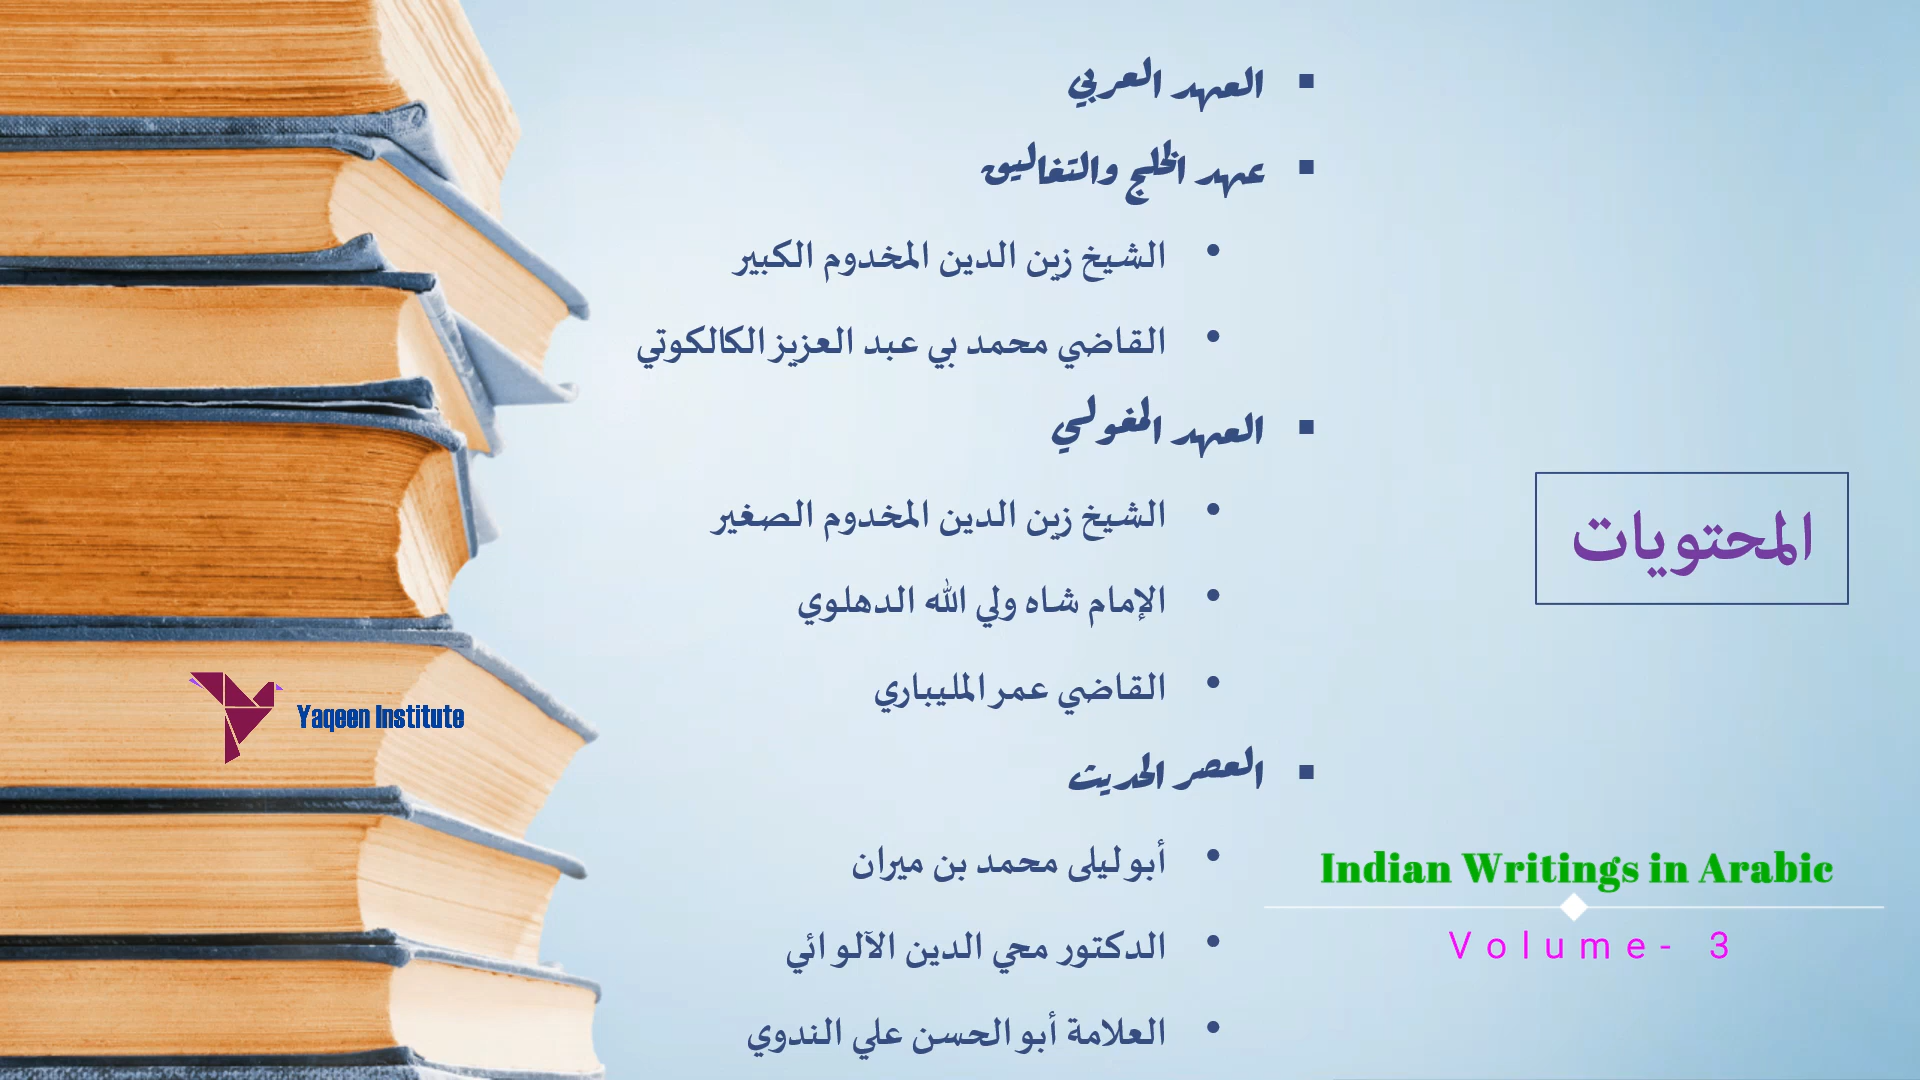 المحتويات
▪ العهد العربي
▪ عهد الخلج والتغاليق
• الشيخ زين الدين المخدوم الكبير
• القاضي محمد بي عبد العزيز الكالكوتي
▪ العهد المغولي
• الشيخ زين الدين المخدوم الصغير
• الإمام شاه ولي الله الدهلوي
• القاضي عمر المليباري
▪ العصر الحديث
• أبو ليلى محمد بن ميران
• الدكتور محي الدين الآلوائي
• العلامة أبو الحسن علي الندوي
Yaqeen Institute
Indian Writings in Arabic
Volume- 3